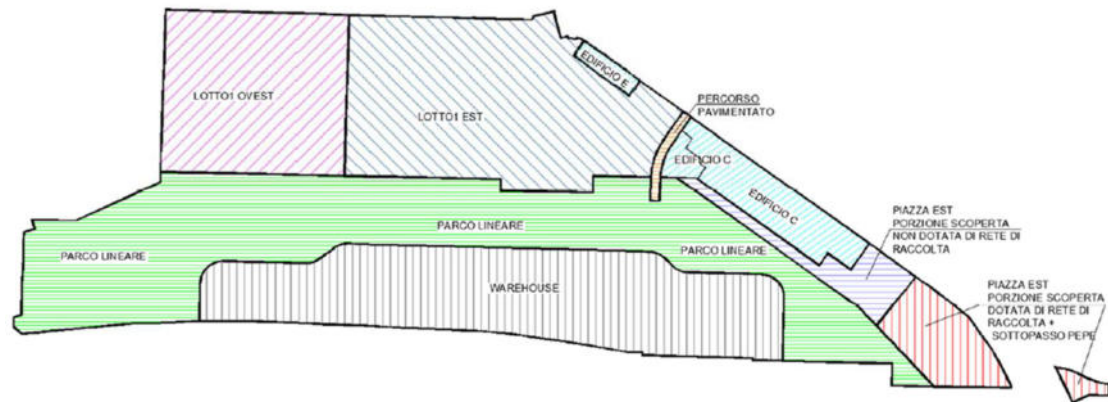 EDIFICIO E
LOTTO1 OVEST
LOTTO1 EST
PERCORSO
PAVIMENTATO
EDIFICIO C
EDIFICIO C
PIAZZA EST
PORZIONE SCOPERTA
NON DOTATA DI RETE DI
RACCOLTA
PARCO LINEARE
PARCO LINEARE
PARCO LINEARE
WAREHOUSE
PIAZZA EST
PORZIONE SCOPERTA
DOTATA DI RETE DI
RACCOLTA +
SOTTOPASSO PEPE